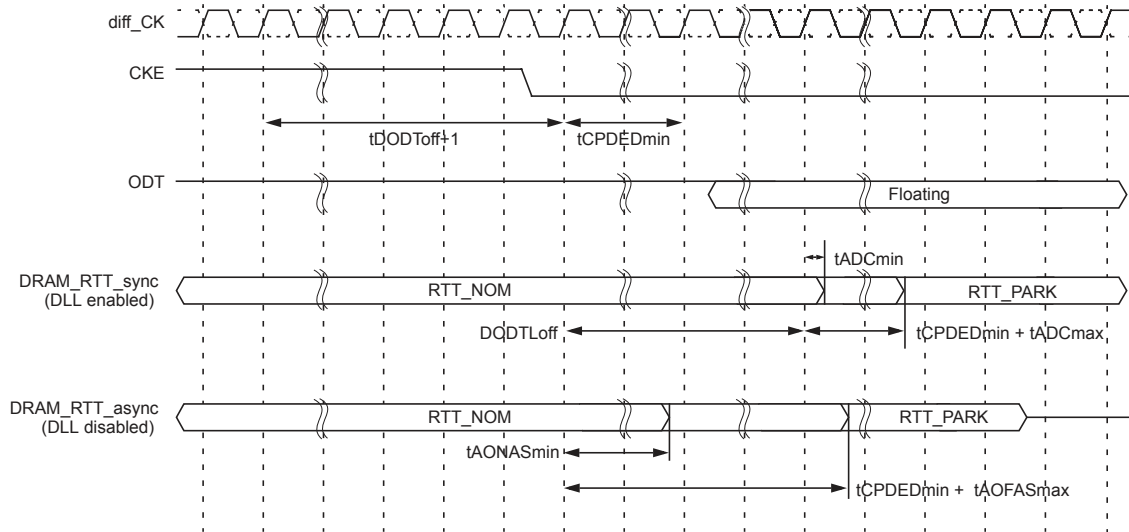 diff_CK
CKE
tDODToff+1
tCPDEDmin
ODT
Floating
tADCmin
DRAM_RTT_sync
(DLL enabled)
RTT_NOM
RTT_PARK
DODTLoff
tCPDEDmin + tADCmax
DRAM_RTT_async
(DLL disabled)
RTT_NOM
RTT_PARK
tAONASmin
tCPDEDmin + tAOFASmax